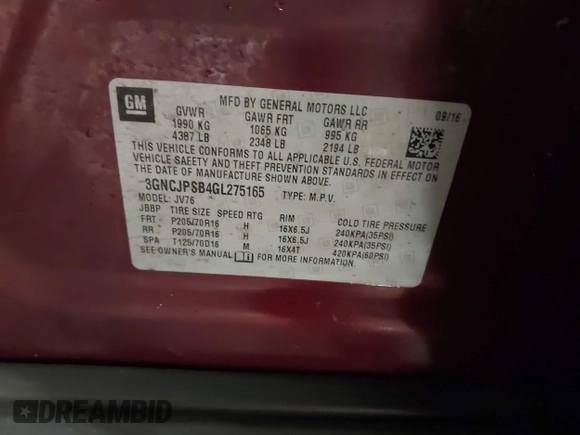 GM
MFD BY GENERAL MOTORS LLC
09/16
GVWR GAWR FRT GAWR RR
1990 KG 1065 KG 995 KG
4387 LB 2348 LB 2194 LB
THIS VEHICLE CONFORMS TO ALL APPLICABLE U.S. FEDERAL MOTOR
VEHICLE SAFETY AND THEFT PREVENTION STANDARDS IN EFFECT ON
THE DATE OF MANUFACTURE SHOWN ABOVE.
3GNCJPSB4GL275165 TYPE: M.P.V.
MODEL: JV76
JBBP TIRE SIZE SPEED RTG RIM COLD TIRE PRESSURE
FRT P205/70R16 H 16X6.5J 240KPA(35PSI)
RR P205/70R16 H 16X6.5J 240KPA(35PSI)
SPA T125/70D16 M 16X4T 420KPA(60PSI)
SEE OWNER'S MANUAL FOR MORE INFORMATION
DREAMBID